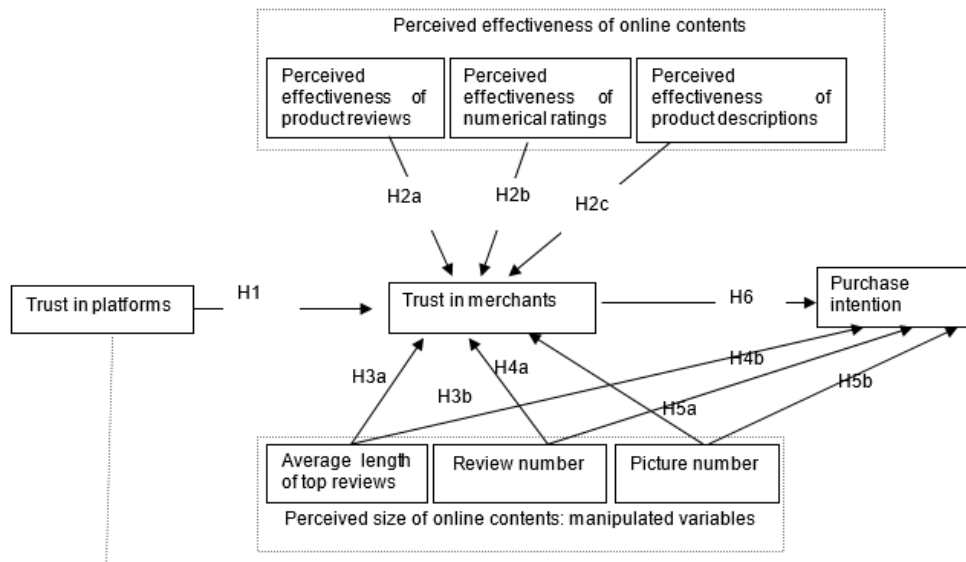 Perceived effectiveness of online contents
Perceived
effectiveness of
product reviews
Perceived
effectiveness of
numerical ratings
Perceived
effectiveness of
product descriptions
H2a
H2b
H2c
Trust in platforms
H1
Trust in merchants
H6
Purchase
intention
H3a
H4a
H3b
H4b
H5a
H5b
Average length
of top reviews
Review number
Picture number
Perceived size of online contents: manipulated variables